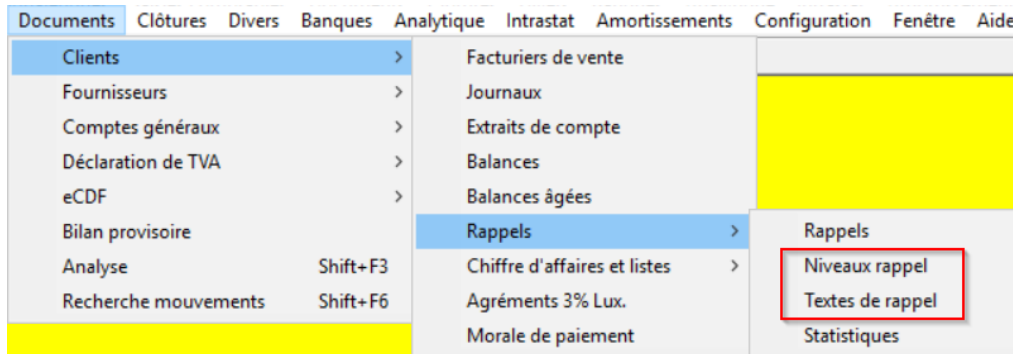 Documents Clôtures Divers Banques Analytique Intrastat Amortissements Configuration Fenêtre Aide
Clients >
Fournisseurs >
Comptes généraux >
Déclaration de TVA >
eCDF >
Bilan provisoire
Analyse Shift+F3
Recherche mouvements Shift+F6
Facturiers de vente
Journaux
Extraits de compte
Balances
Balances âgées
Rappels >
Chiffre d'affaires et listes >
Agréments 3% Lux.
Morale de paiement
Rappels
Niveaux rappel
Textes de rappel
Statistiques